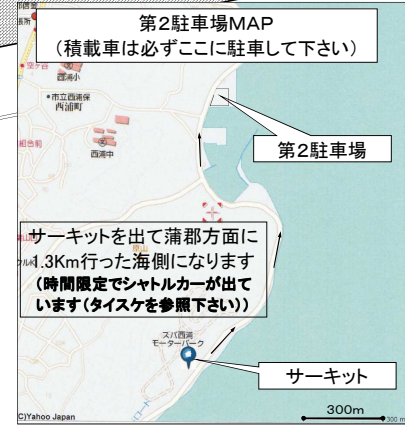 第2駐車場MAP
(積載車は必ずここに駐車して下さい)
西浦小
市立西浦保
西浦町
西浦中
第2駐車場
サーキットを出て蒲郡方面に
1.3Km行った海側になります
(時間限定でシャトルカーが出て
います(タイスケを参照下さい))
原山
スパ西浦
モーターパーク
サーキット
300m
300 m
(C)Yahoo Japan